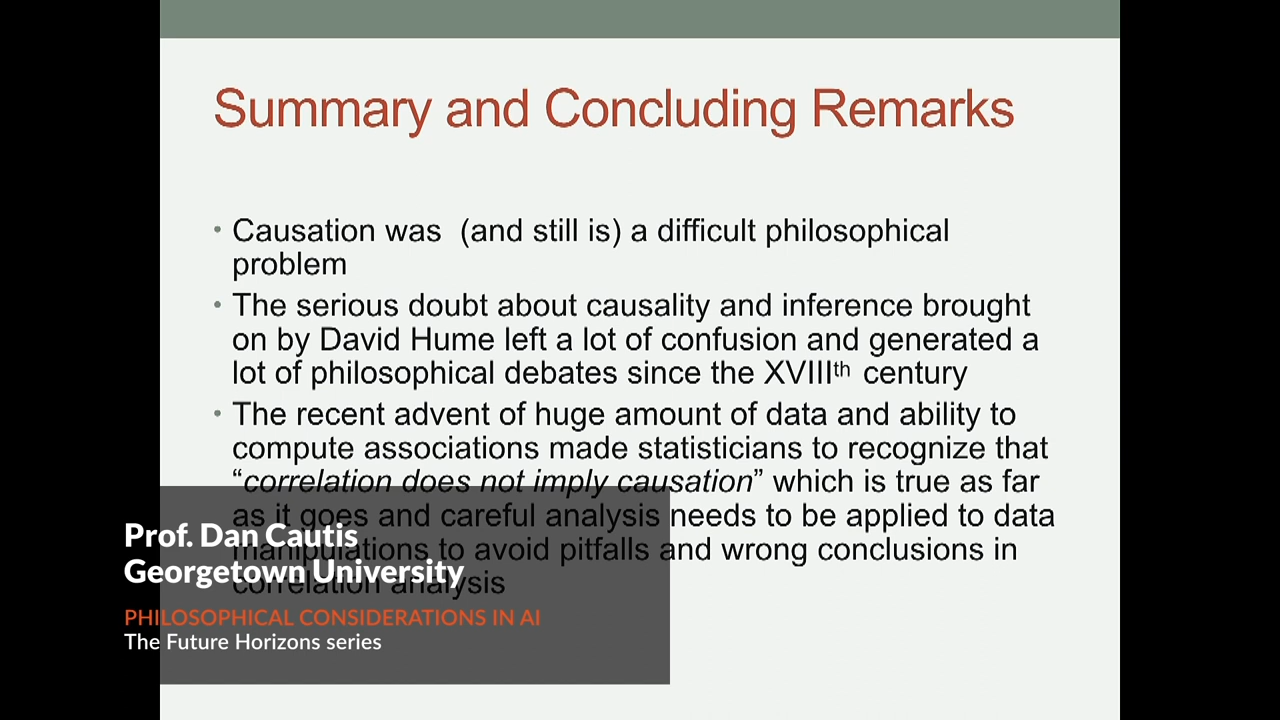 Summary and Concluding Remarks
• Causation was (and still is) a difficult philosophical
problem
• The serious doubt about causality and inference brought
on by David Hume left a lot of confusion and generated a
lot of philosophical debates since the XVIIIth century
• The recent advent of huge amount of data and ability to
compute associations made statisticians to recognize that
“correlation does not imply causation” which is true as far
as it goes and careful analysis needs to be applied to data
manipulations to avoid pitfalls and wrong conclusions in
correlation analysis
Prof. Dan Cautis
Georgetown University
PHILOSOPHICAL CONSIDERATIONS IN AI
The Future Horizons series